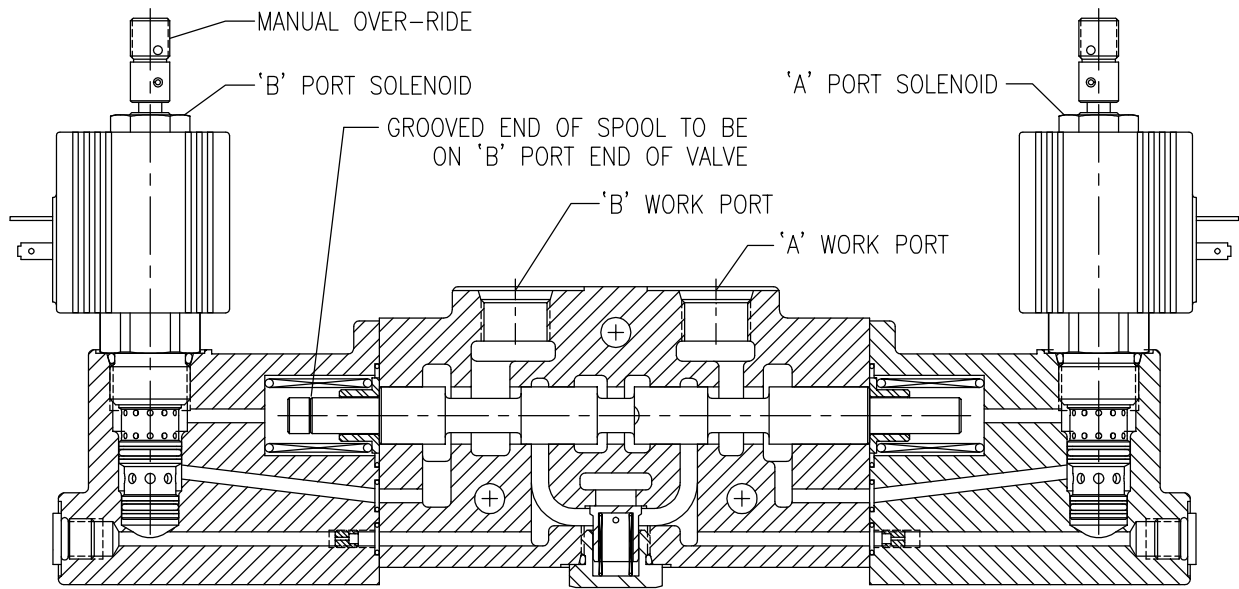 MANUAL OVER-RIDE
'B' PORT SOLENOID
'A' PORT SOLENOID
GROOVED END OF SPOOL TO BE
ON 'B' PORT END OF VALVE
'B' WORK PORT
'A' WORK PORT